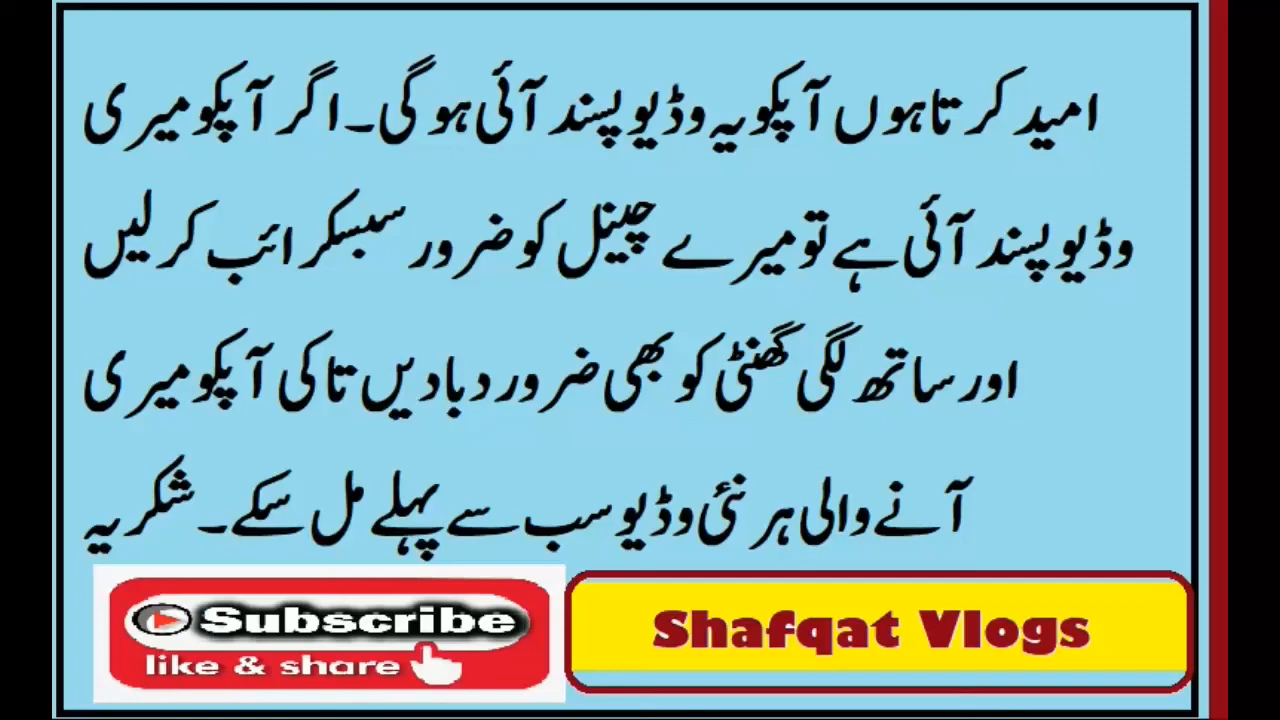 امید کرتا ہوں آپکو یہ وڈیو پسند آئی ہو گی۔ اگر آپکو میری
وڈیو پسند آئی ہے تو میرے چینل کو ضرور سبسکرائب کر لیں
اور ساتھ لگی گھنٹی کو بھی ضرور دبا دیں تا کی آپکو میری
آنے والی ہر نئی وڈیو سب سے پہلے مل سکے۔ شکریہ
Subscribe
like & share
Shafqat Vlogs